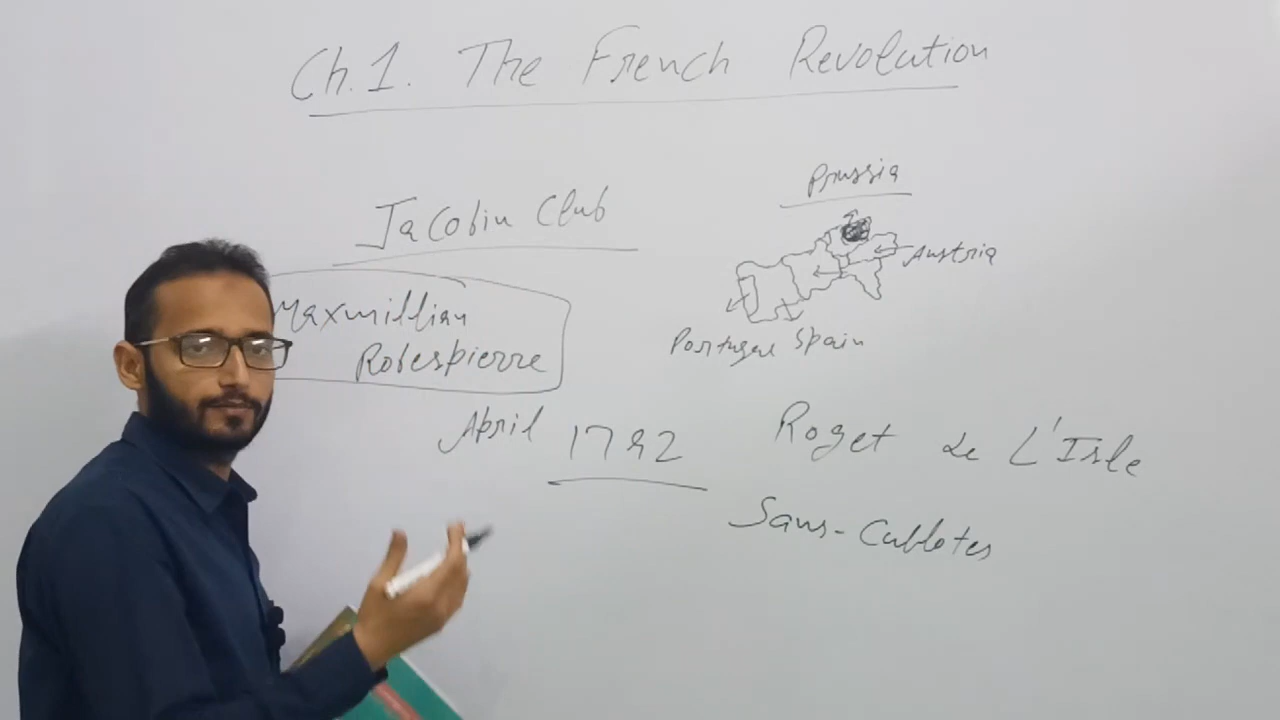 Ch.1. The French Revolution
Jacobin Club
Maxmillian
Robespierre
Prussia
Austria
Portugal Spain
April 1792
Roget de L'Isle
Sans-Cublotes